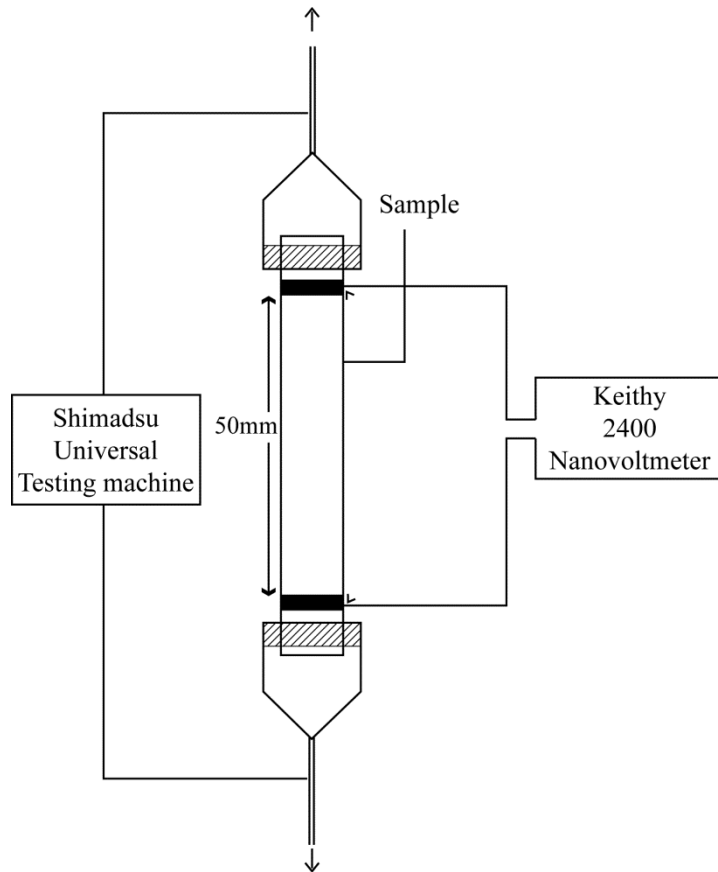 Sample
Shimadsu
Universal
Testing machine
50mm
Keithy
2400
Nanovoltmeter